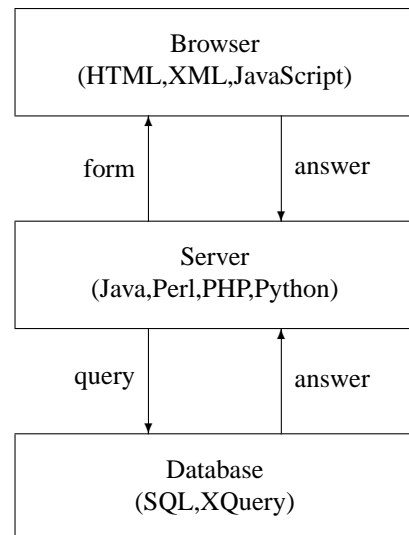 Browser
(HTML,XML,JavaScript)
form
answer
Server
(Java,Perl,PHP,Python)
query
answer
Database
(SQL,XQuery)